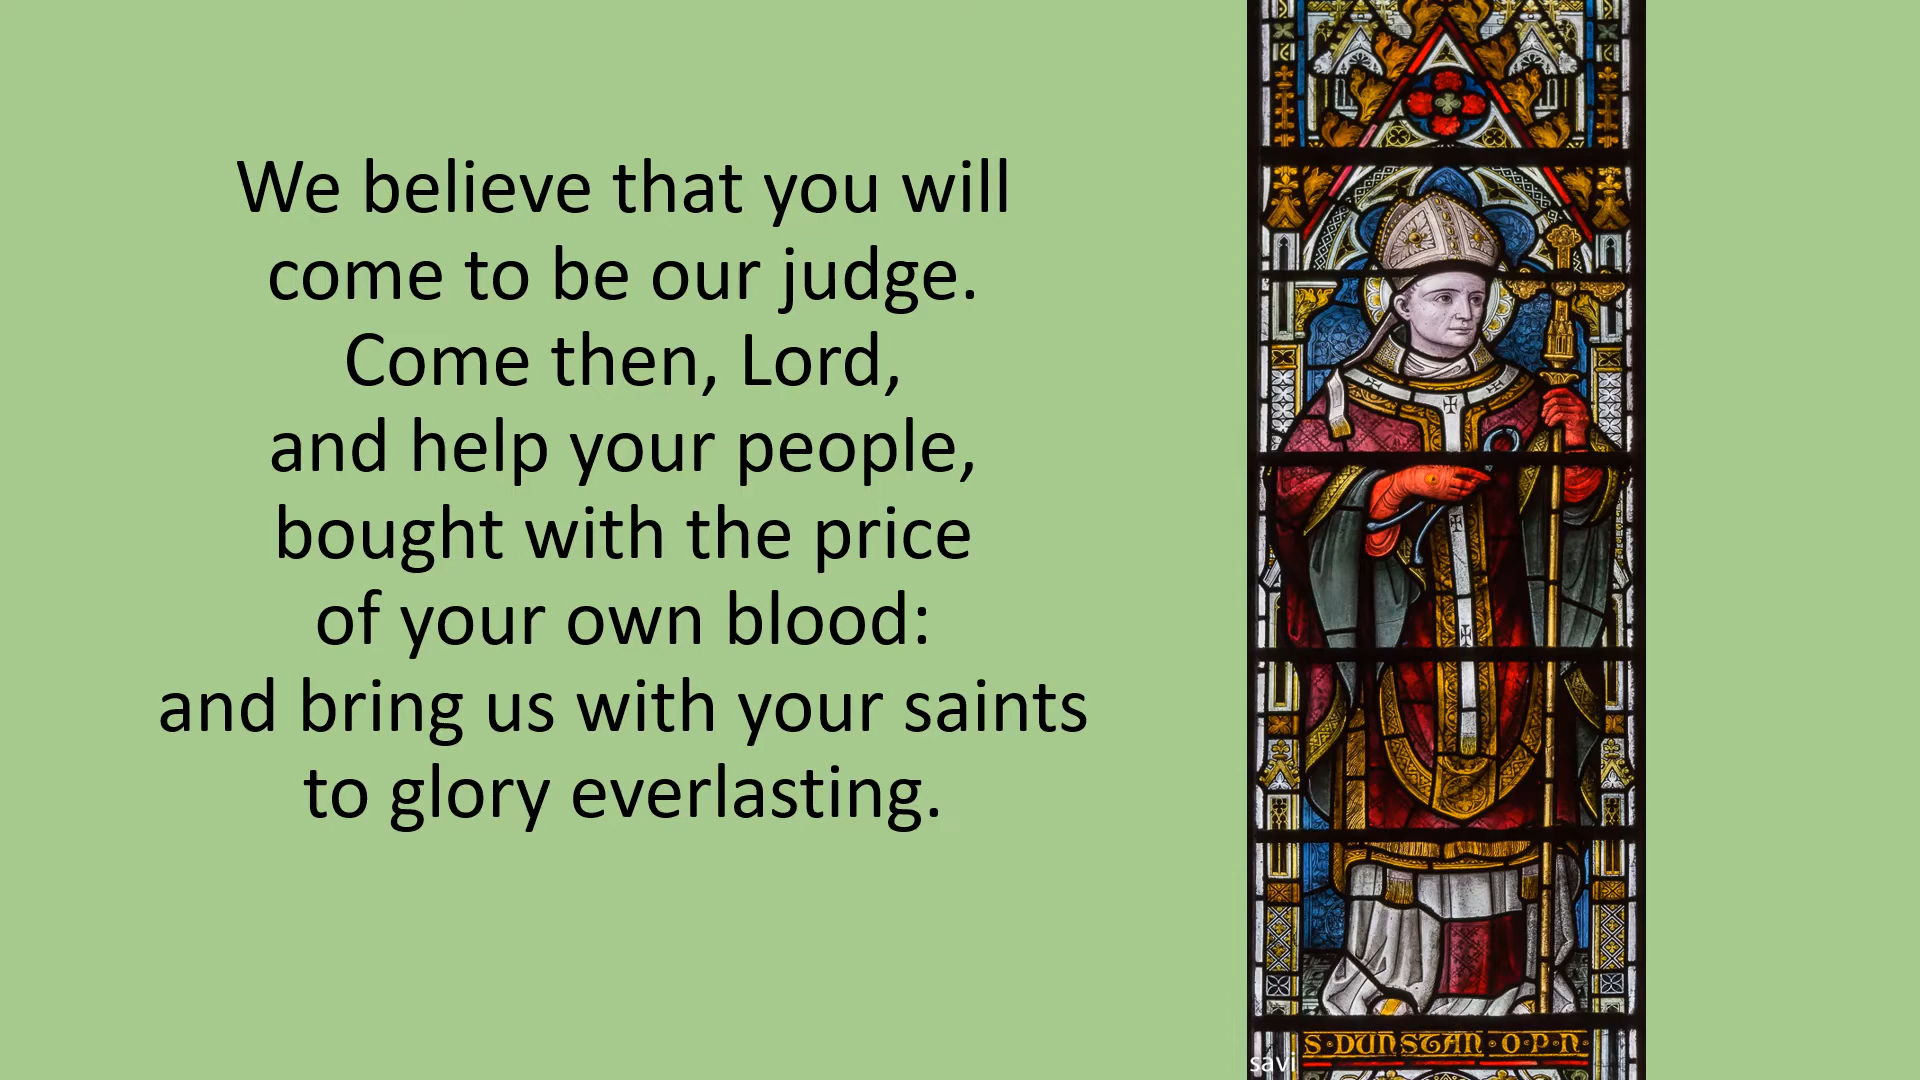 We believe that you will
come to be our judge.
Come then, Lord,
and help your people,
bought with the price
of your own blood:
and bring us with your saints
to glory everlasting.
S·DUNSTAN·O·P·N·
savi